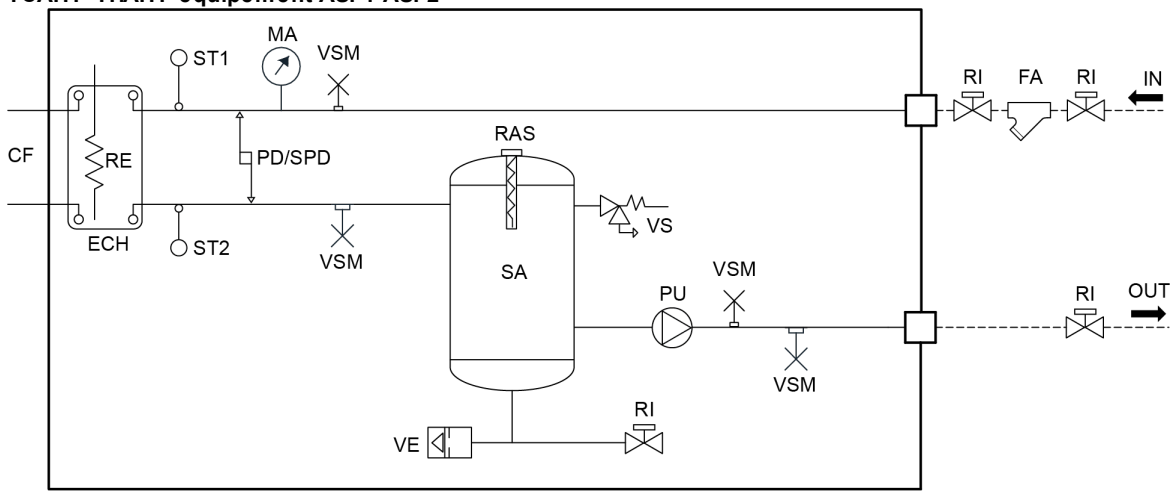 MA
VSM
ST1
RI
FA
RI
IN
CF
RE
PD/SPD
RAS
ECH
ST2
VSM
VS
SA
VSM
PU
RI
OUT
VSM
VE
RI